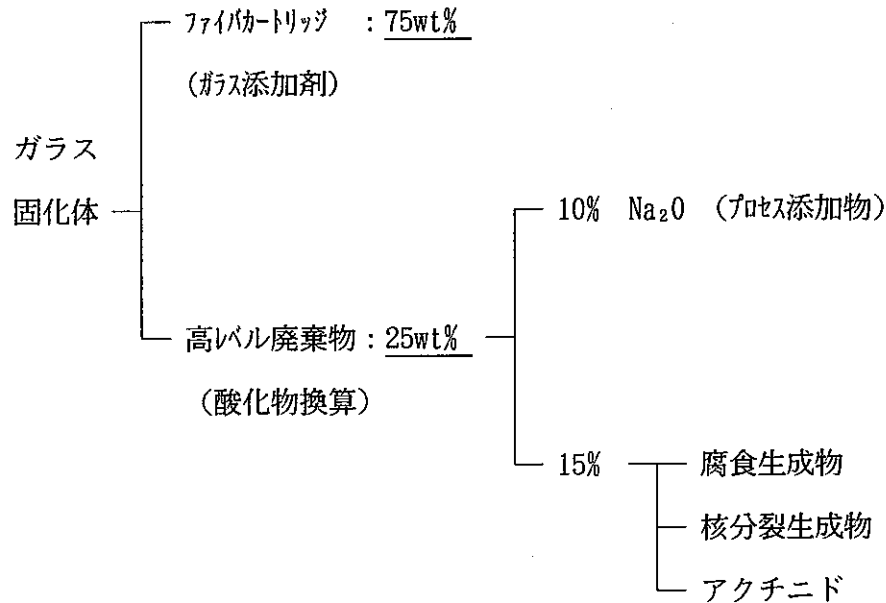 ファイバカートリッジ : 75wt%
(ガラス添加剤)
ガラス
固化体
10% Na₂O (プロセス添加物)
高レベル廃棄物 : 25wt%
(酸化物換算)
15%
腐食生成物
核分裂生成物
アクチニド